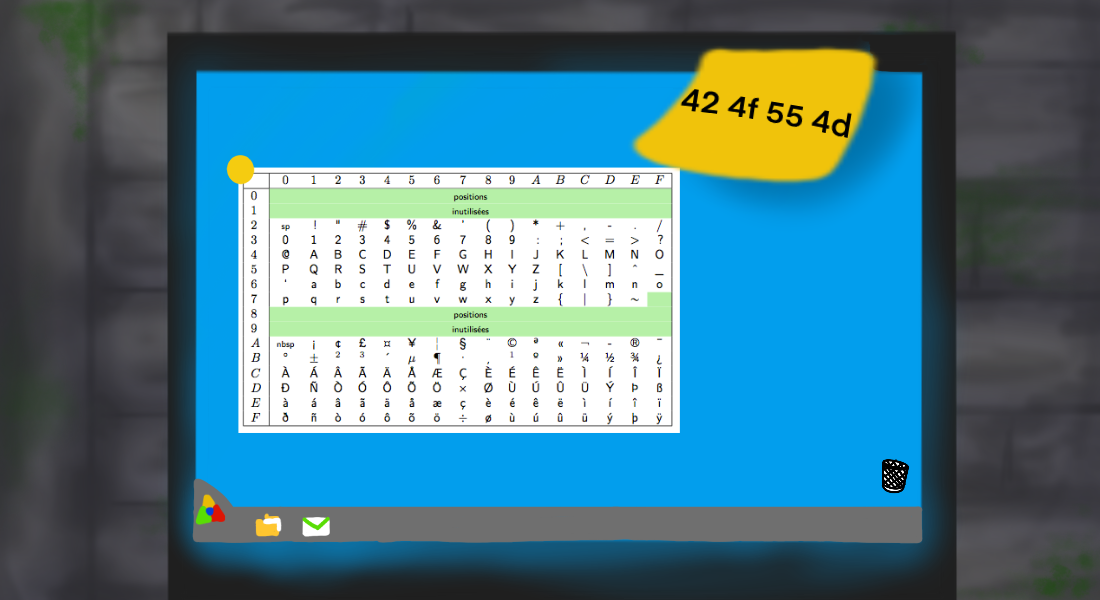 42 4f 55 4d
0 1 2 3 4 5 6 7 8 9 A B C D E F
0 positions
1 inutilisées
2 sp ! " # $ % & ' ( ) * + , - . /
3 0 1 2 3 4 5 6 7 8 9 : ; < = > ?
4 @ A B C D E F G H I J K L M N O
5 P Q R S T U V W X Y Z [ \ ] ^ _
6 ‘ a b c d e f g h i j k l m n o
7 p q r s t u v w x y z { | } ~
8 positions
9 inutilisées
A nbsp ¡ ¢ £ ¤ ¥ ¦ § ¨ © ª « ¬ - ® ¯
B ° ± ² ³ ´ µ ¶ · ¸ ¹ º » ¼ ½ ¾ ¿
C À Á Â Ã Ä Å Æ Ç È É Ê Ë Ì Í Î Ï
D Ð Ñ Ò Ó Ô Õ Ö × Ø Ù Ú Û Ü Ý Þ ß
E à á â ã ä å æ ç è é ê ë ì í î ï
F ð ñ ò ó ô õ ö ÷ ø ù ú û ü ý þ ÿ